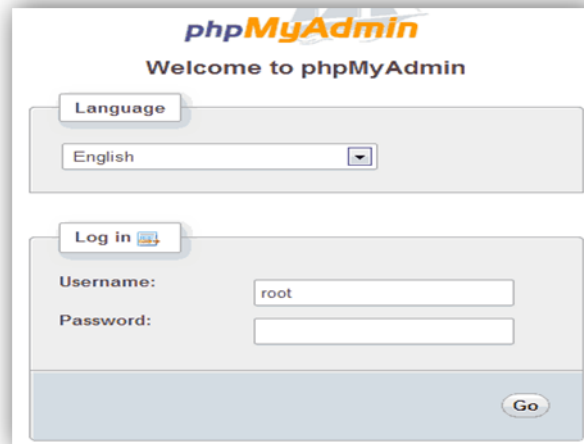 phpMyAdmin
Welcome to phpMyAdmin
Language
English
Log in
Username:
root
Password:
Go